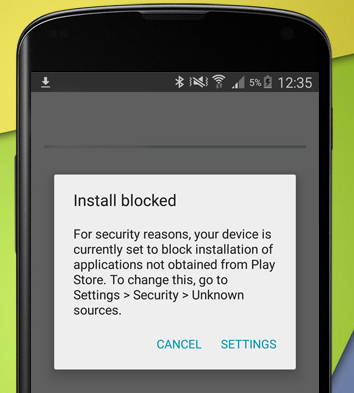 5% 12:35
Install blocked
For security reasons, your device is
currently set to block installation of
applications not obtained from Play
Store. To change this, go to
Settings > Security > Unknown
sources.
CANCEL SETTINGS